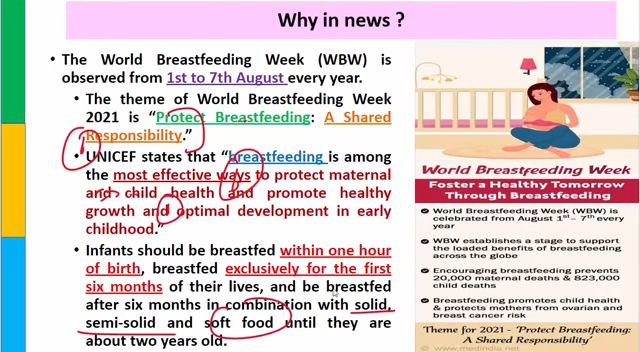 Why in news ?
• The World Breastfeeding Week (WBW) is
observed from 1st to 7th August every year.
• The theme of World Breastfeeding Week
2021 is “Protect Breastfeeding: A Shared
Responsibility.”
• UNICEF states that “breastfeeding is among
the most effective ways to protect maternal
and child health and promote healthy
growth and optimal development in early
childhood.”
• Infants should be breastfed within one hour
of birth, breastfed exclusively for the first
six months of their lives, and be breastfed
after six months in combination with solid,
semi-solid and soft food until they are
about two years old.
World Breastfeeding Week
Foster a Healthy Tomorrow
Through Breastfeeding
World Breastfeeding Week (WBW) is
celebrated from August 1st – 7th every
year
WBW establishes a stage to support
the loaded benefits of breastfeeding
across the globe
Encouraging breastfeeding prevents
20,000 maternal deaths & 823,000
child deaths
Breastfeeding promotes child health &
protects mothers from ovarian and
breast cancer risk
Theme for 2021 - 'Protect Breastfeeding:
A Shared Responsibility'
www.medindia.net